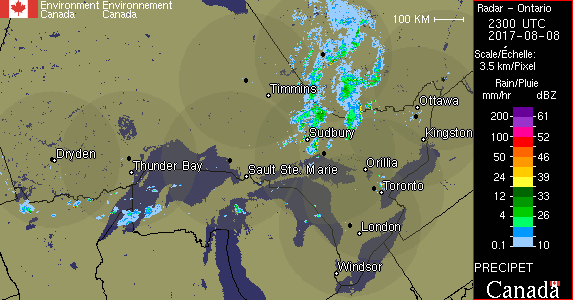 Environment Environnement
Canada Canada
100 KM
Timmins
Ottawa
Sudbury
Kingston
Dryden
Thunder Bay
Sault Ste. Marie
Orillia
Toronto
London
Windsor
Radar - Ontario
2300 UTC
2017-08-08
Scale/Échelle:
3.5 km/Pixel
Rain/Pluie
mm/hr dBZ
200 61
100 52
50 46
24 39
12 33
4 26
0.1 10
PRECIPET
Canada